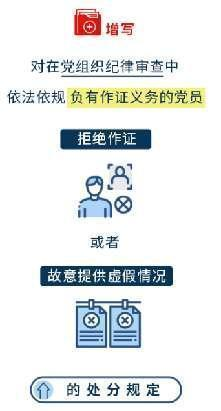 增写
对在党组织纪律审查中
依法依规负有作证义务的党员
拒绝作证
或者
故意提供虚假情况
的处分规定